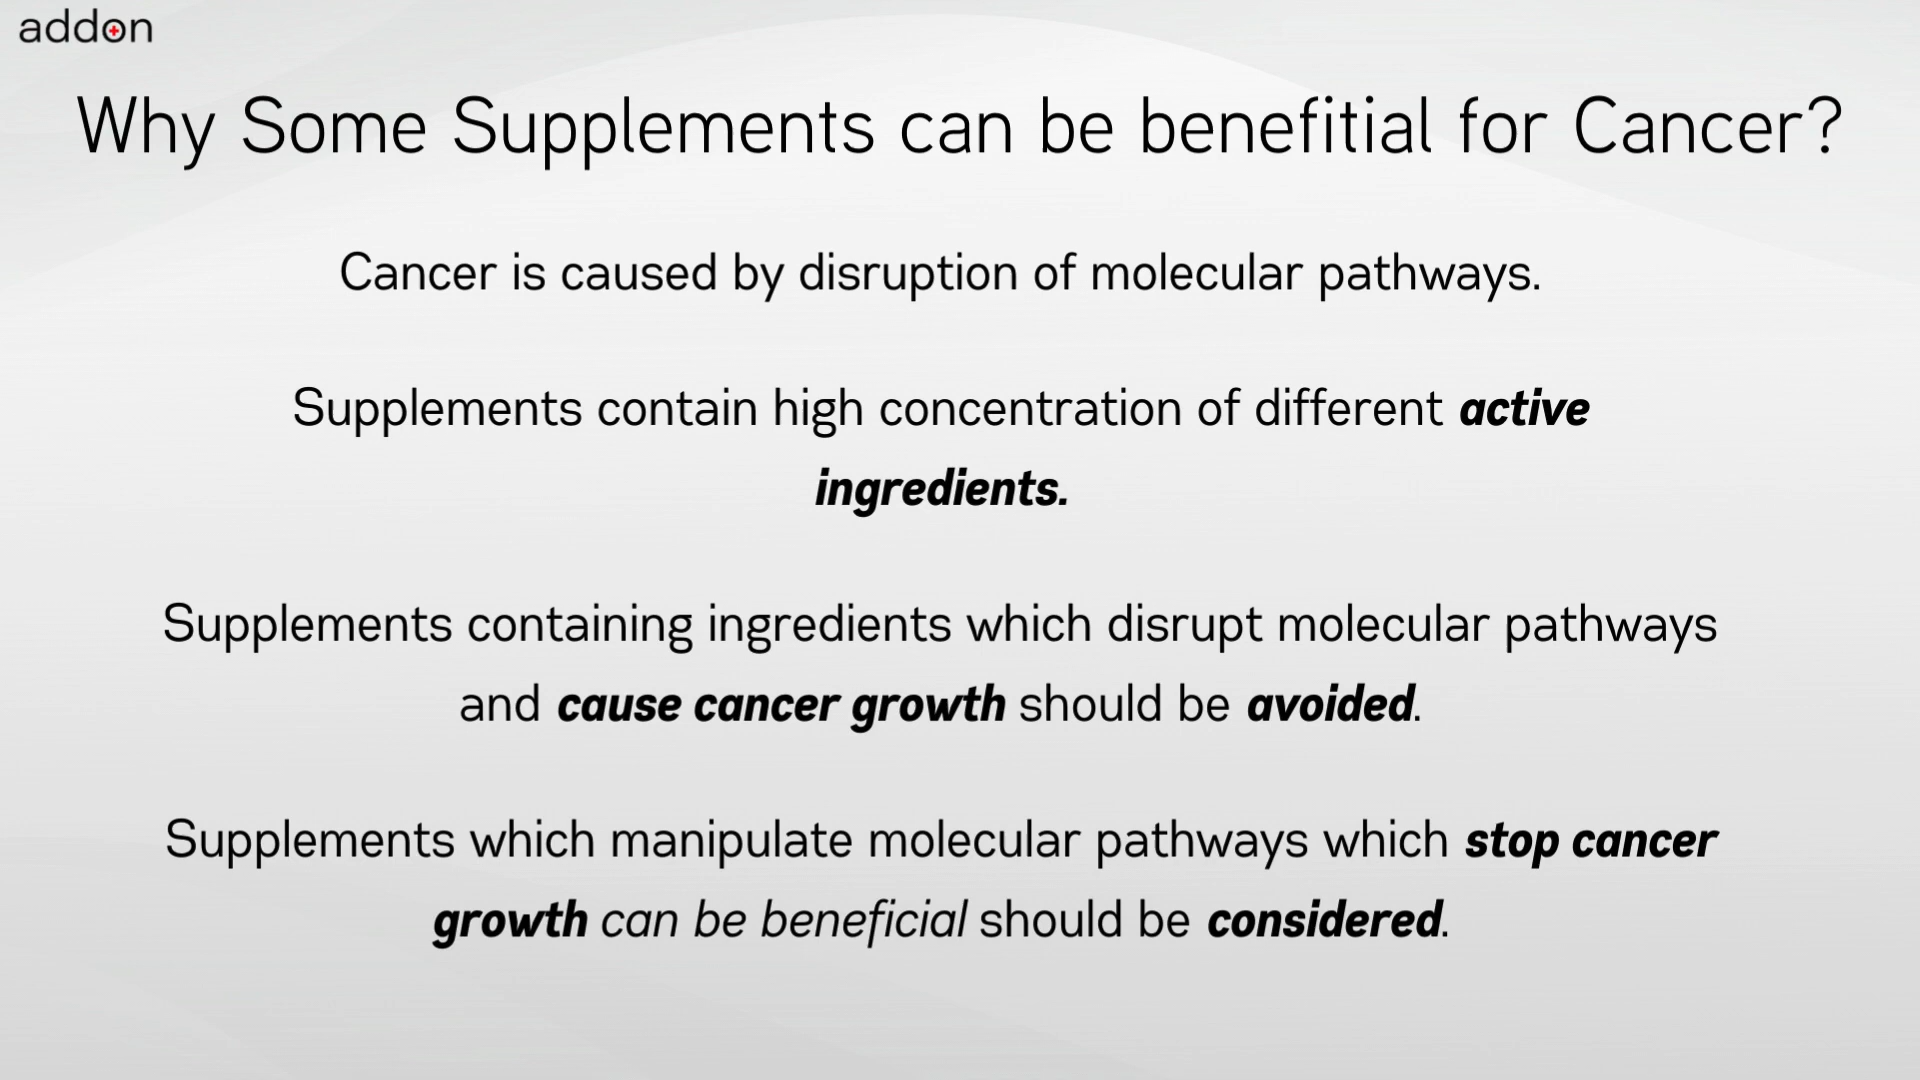 addon
Why Some Supplements can be benefitial for Cancer?
Cancer is caused by disruption of molecular pathways.
Supplements contain high concentration of different active
ingredients.
Supplements containing ingredients which disrupt molecular pathways
and cause cancer growth should be avoided.
Supplements which manipulate molecular pathways which stop cancer
growth can be beneficial should be considered.